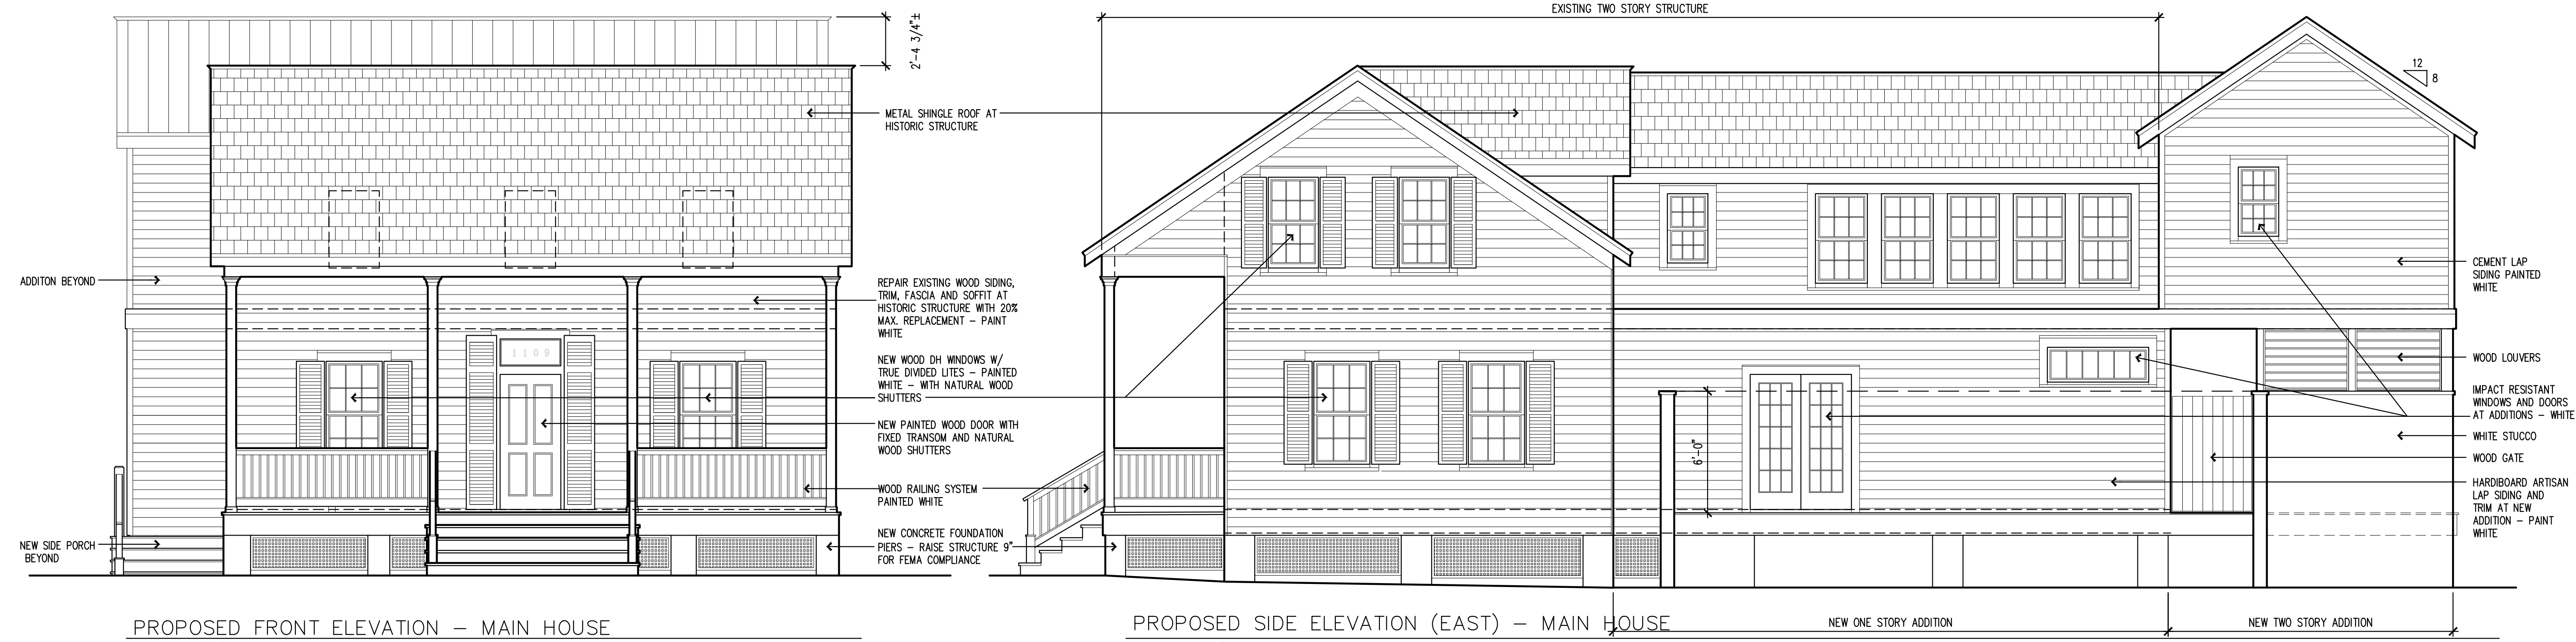 EXISTING TWO STORY STRUCTURE
2'-4 3/4"±
12
8
METAL SHINGLE ROOF AT
HISTORIC STRUCTURE
ADDITON BEYOND
REPAIR EXISTING WOOD SIDING,
TRIM, FASCIA AND SOFFIT AT
HISTORIC STRUCTURE WITH 20%
MAX. REPLACEMENT – PAINT
WHITE
1109
NEW WOOD DH WINDOWS W/
TRUE DIVIDED LITES – PAINTED
WHITE – WITH NATURAL WOOD
SHUTTERS
NEW PAINTED WOOD DOOR WITH
FIXED TRANSOM AND NATURAL
WOOD SHUTTERS
WOOD RAILING SYSTEM
PAINTED WHITE
NEW CONCRETE FOUNDATION
PIERS – RAISE STRUCTURE 9"
FOR FEMA COMPLIANCE
NEW SIDE PORCH
BEYOND
CEMENT LAP
SIDING PAINTED
WHITE
WOOD LOUVERS
IMPACT RESISTANT
WINDOWS AND DOORS
AT ADDITIONS – WHITE
WHITE STUCCO
6'-0"
WOOD GATE
HARDIBOARD ARTISAN
LAP SIDING AND
TRIM AT NEW
ADDITION – PAINT
WHITE
PROPOSED FRONT ELEVATION – MAIN HOUSE
PROPOSED SIDE ELEVATION (EAST) – MAIN HOUSE
NEW ONE STORY ADDITION
NEW TWO STORY ADDITION